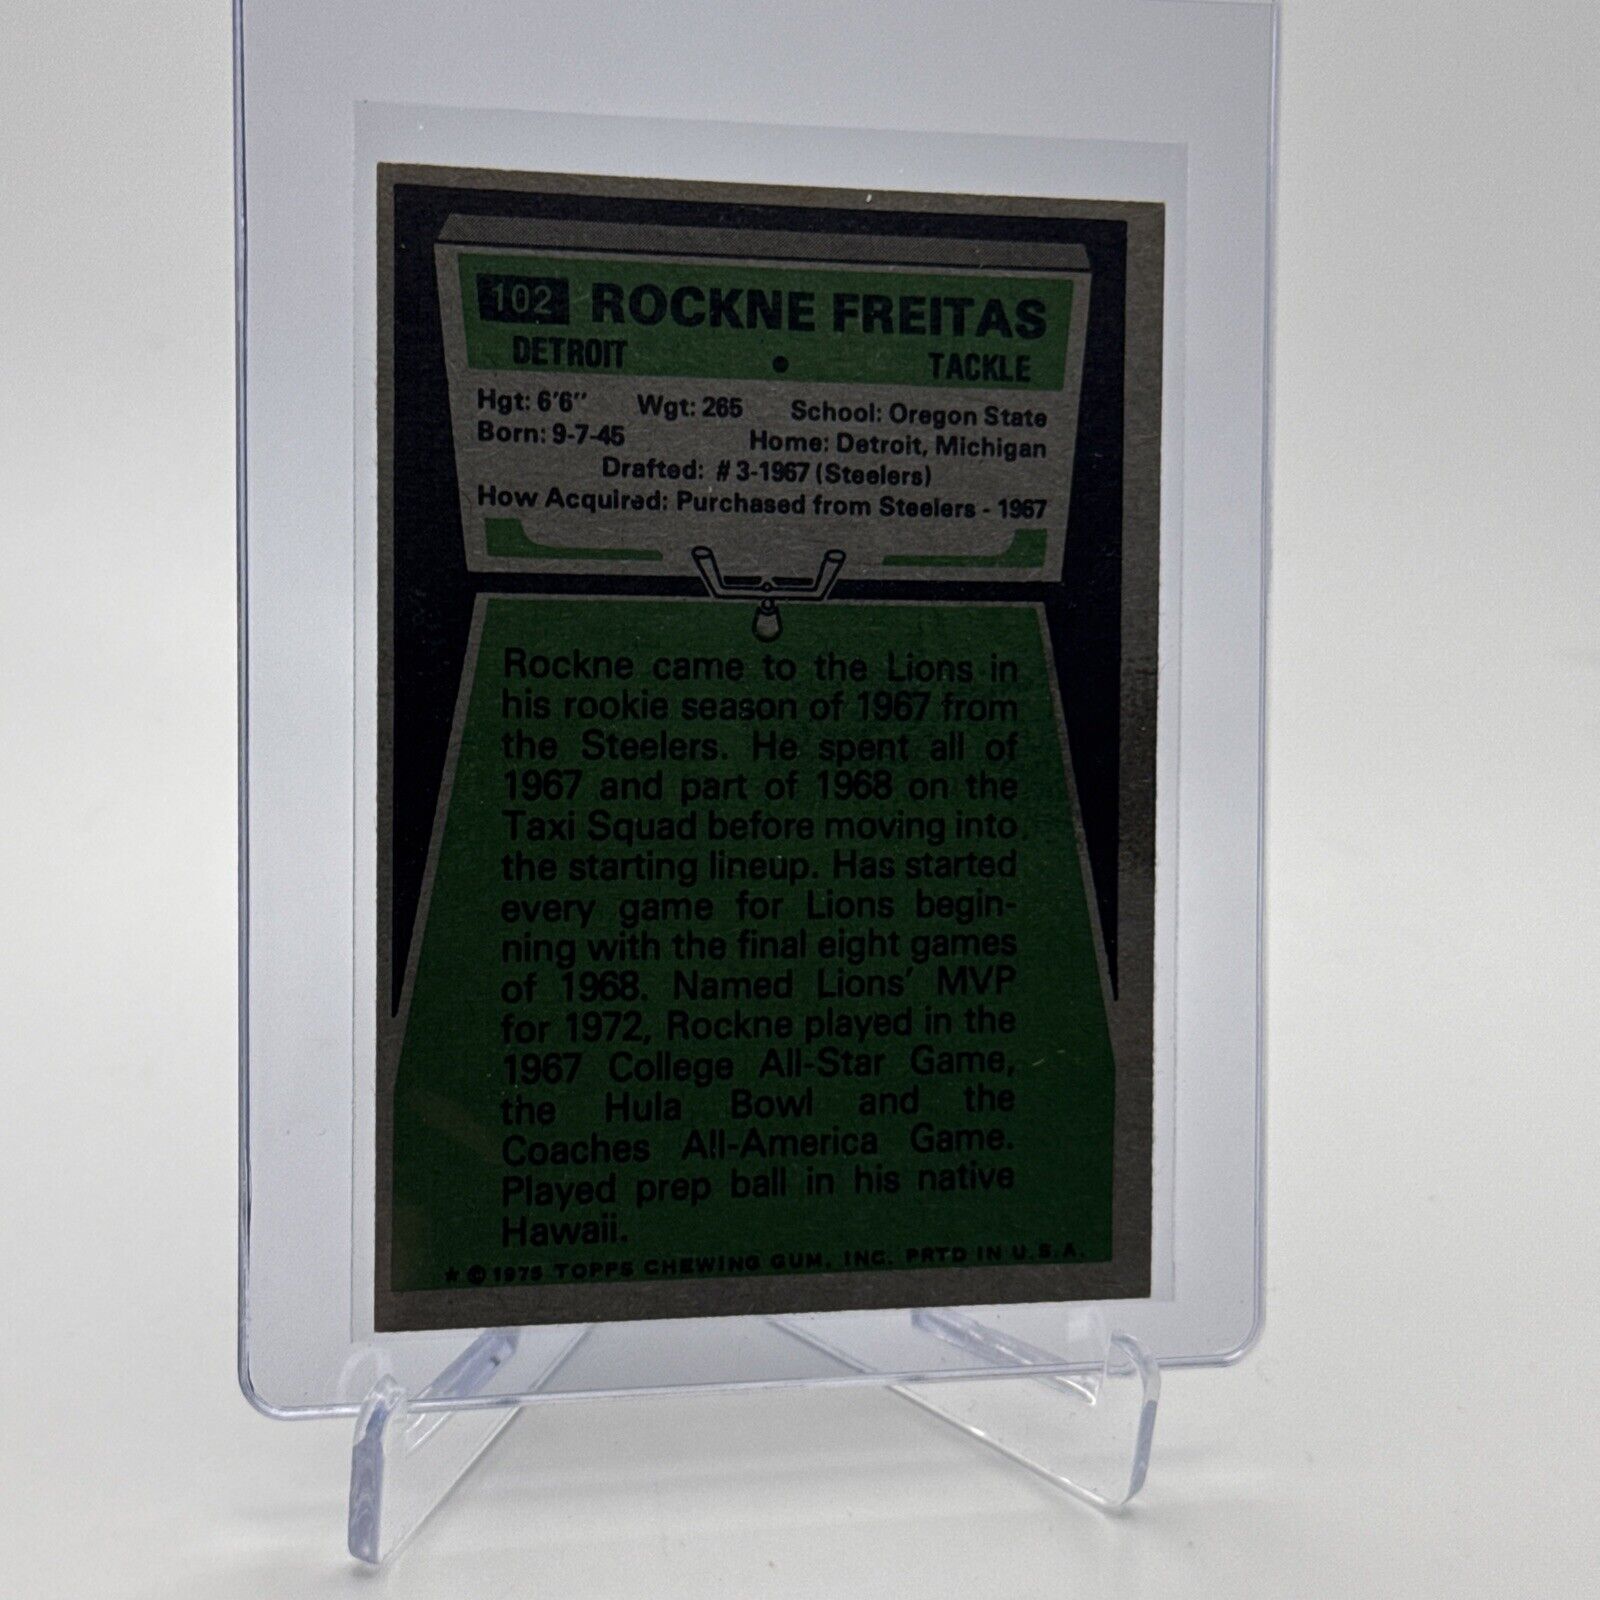 102 ROCKNE FREITAS
DETROIT • TACKLE
Hgt: 6'6" Wgt: 265 School: Oregon State
Born: 9-7-45 Home: Detroit, Michigan
Drafted: #3-1967 (Steelers)
How Acquired: Purchased from Steelers - 1967
Rockne came to the Lions in
his rookie season of 1967 from
the Steelers. He spent all of
1967 and part of 1968 on the
Taxi Squad before moving into
the starting lineup. Has started
every game for Lions begin-
ning with the final eight games
of 1968. Named Lions' MVP
for 1972, Rockne played in the
1967 College All-Star Game,
the Hula Bowl and the
Coaches All-America Game.
Played prep ball in his native
Hawaii.
★ © 1975 TOPPS CHEWING GUM, INC. PRTD IN U.S.A.